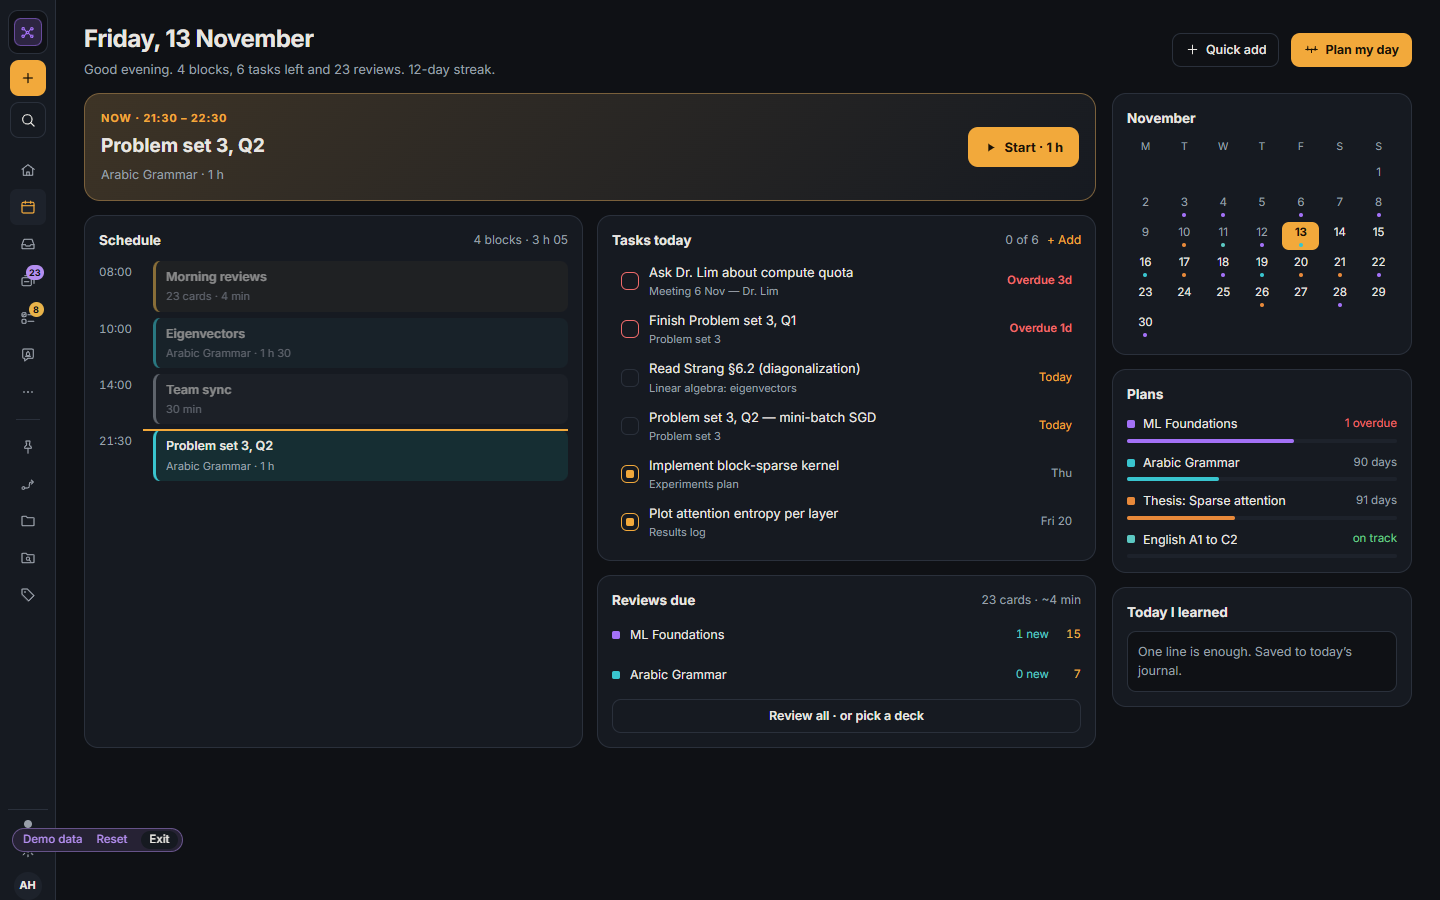 Friday, 13 November
Good evening. 4 blocks, 6 tasks left and 23 reviews. 12-day streak.
Quick add
Plan my day
NOW · 21:30 – 22:30
Problem set 3, Q2
Arabic Grammar · 1 h
Start · 1 h
23
8
Schedule
4 blocks · 3 h 05
08:00
Morning reviews
23 cards · 4 min
10:00
Eigenvectors
Arabic Grammar · 1 h 30
14:00
Team sync
30 min
21:30
Problem set 3, Q2
Arabic Grammar · 1 h
Tasks today
0 of 6 + Add
Ask Dr. Lim about compute quota
Meeting 6 Nov — Dr. Lim
Overdue 3d
Finish Problem set 3, Q1
Problem set 3
Overdue 1d
Read Strang §6.2 (diagonalization)
Linear algebra: eigenvectors
Today
Problem set 3, Q2 — mini-batch SGD
Problem set 3
Today
Implement block-sparse kernel
Experiments plan
Thu
Plot attention entropy per layer
Results log
Fri 20
Reviews due
23 cards · ~4 min
ML Foundations 1 new 15
Arabic Grammar 0 new 7
Review all · or pick a deck
November
M T W T F S S
1
2 3 4 5 6 7 8
9 10 11 12 13 14 15
16 17 18 19 20 21 22
23 24 25 26 27 28 29
30
Plans
ML Foundations 1 overdue
Arabic Grammar 90 days
Thesis: Sparse attention 91 days
English A1 to C2 on track
Today I learned
One line is enough. Saved to today's
journal.
Demo data Reset Exit
AH